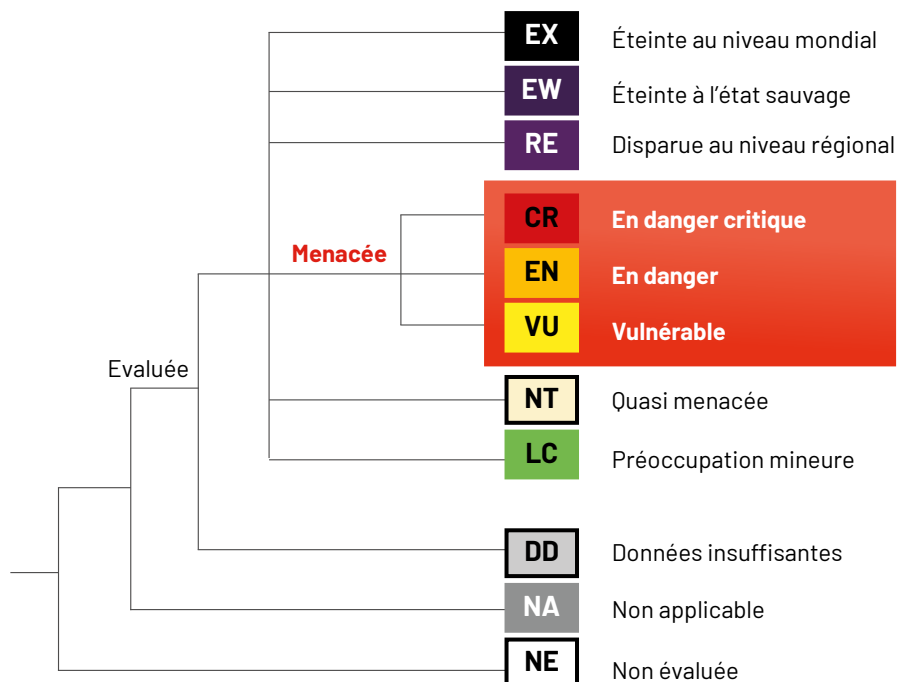 EX Éteinte au niveau mondial
EW Éteinte à l'état sauvage
RE Disparue au niveau régional
CR En danger critique
Menacée
EN En danger
VU Vulnérable
Evaluée
NT Quasi menacée
LC Préoccupation mineure
DD Données insuffisantes
NA Non applicable
NE Non évaluée